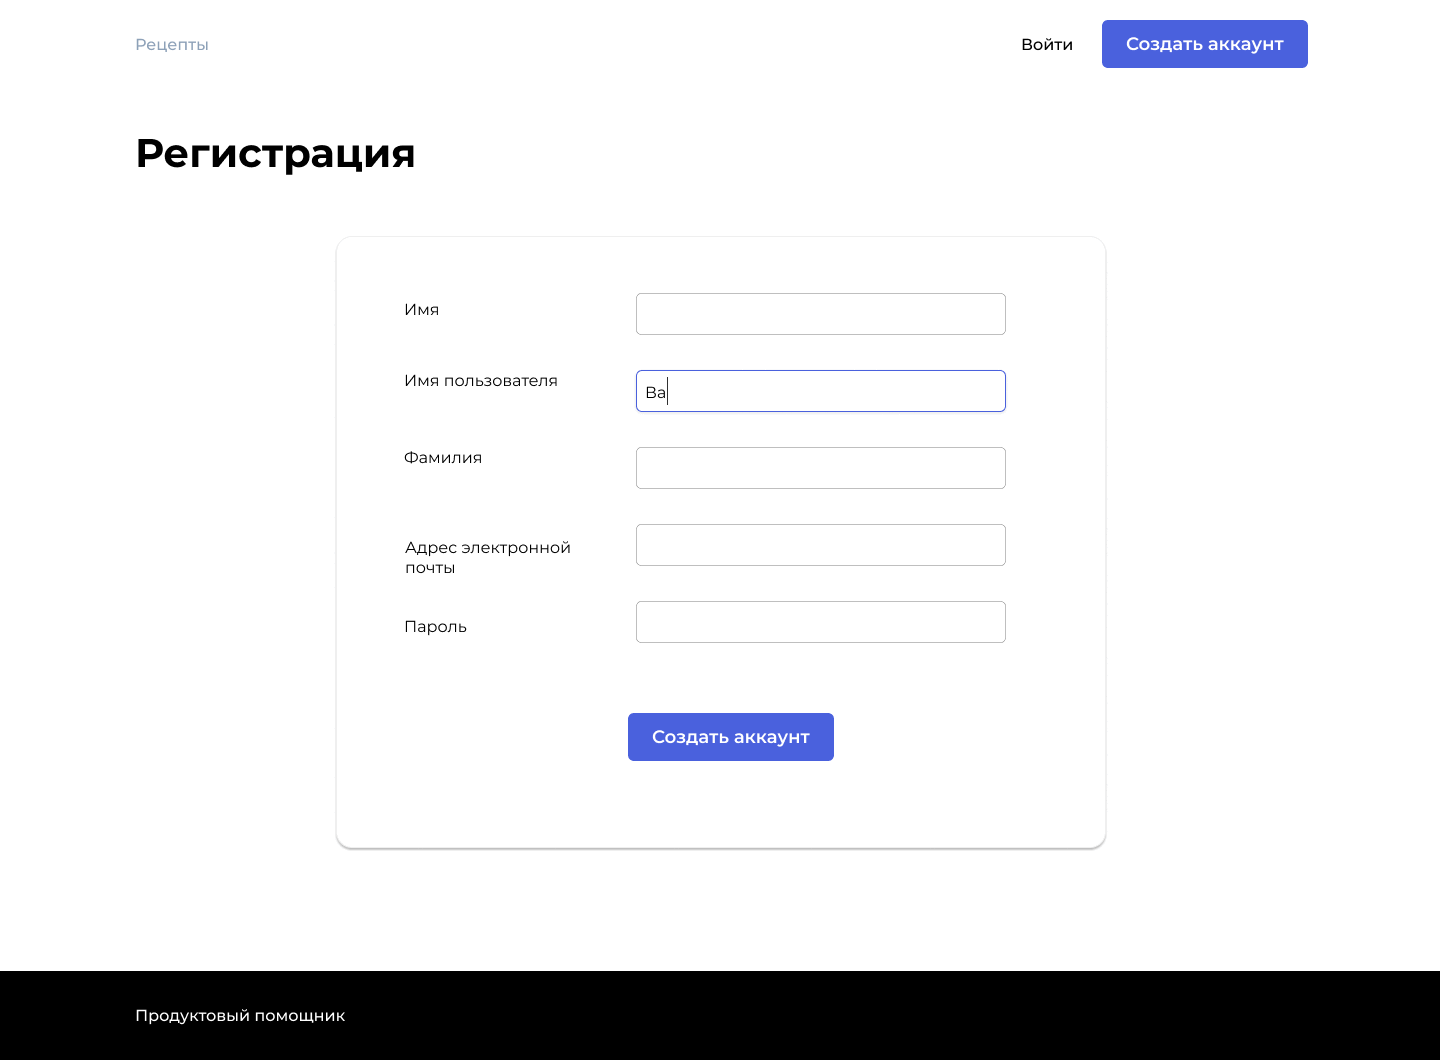 Рецепты
Войти
Создать аккаунт
Регистрация
Имя
Имя пользователя
Ва
Фамилия
Адрес электронной
почты
Пароль
Создать аккаунт
Продуктовый помощник